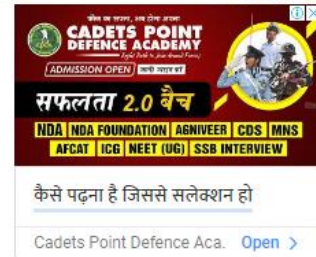 CADETS POINT
DEFENCE ACADEMY
ADMISSION OPEN
सफलता 2.0 बैच
NDA NDA FOUNDATION AGNIVEER CDS MNS
AFCAT ICG NEET (UG) SSB INTERVIEW
कैसे पढ़ना है जिससे सलेक्शन हो
Cadets Point Defence Aca. Open >